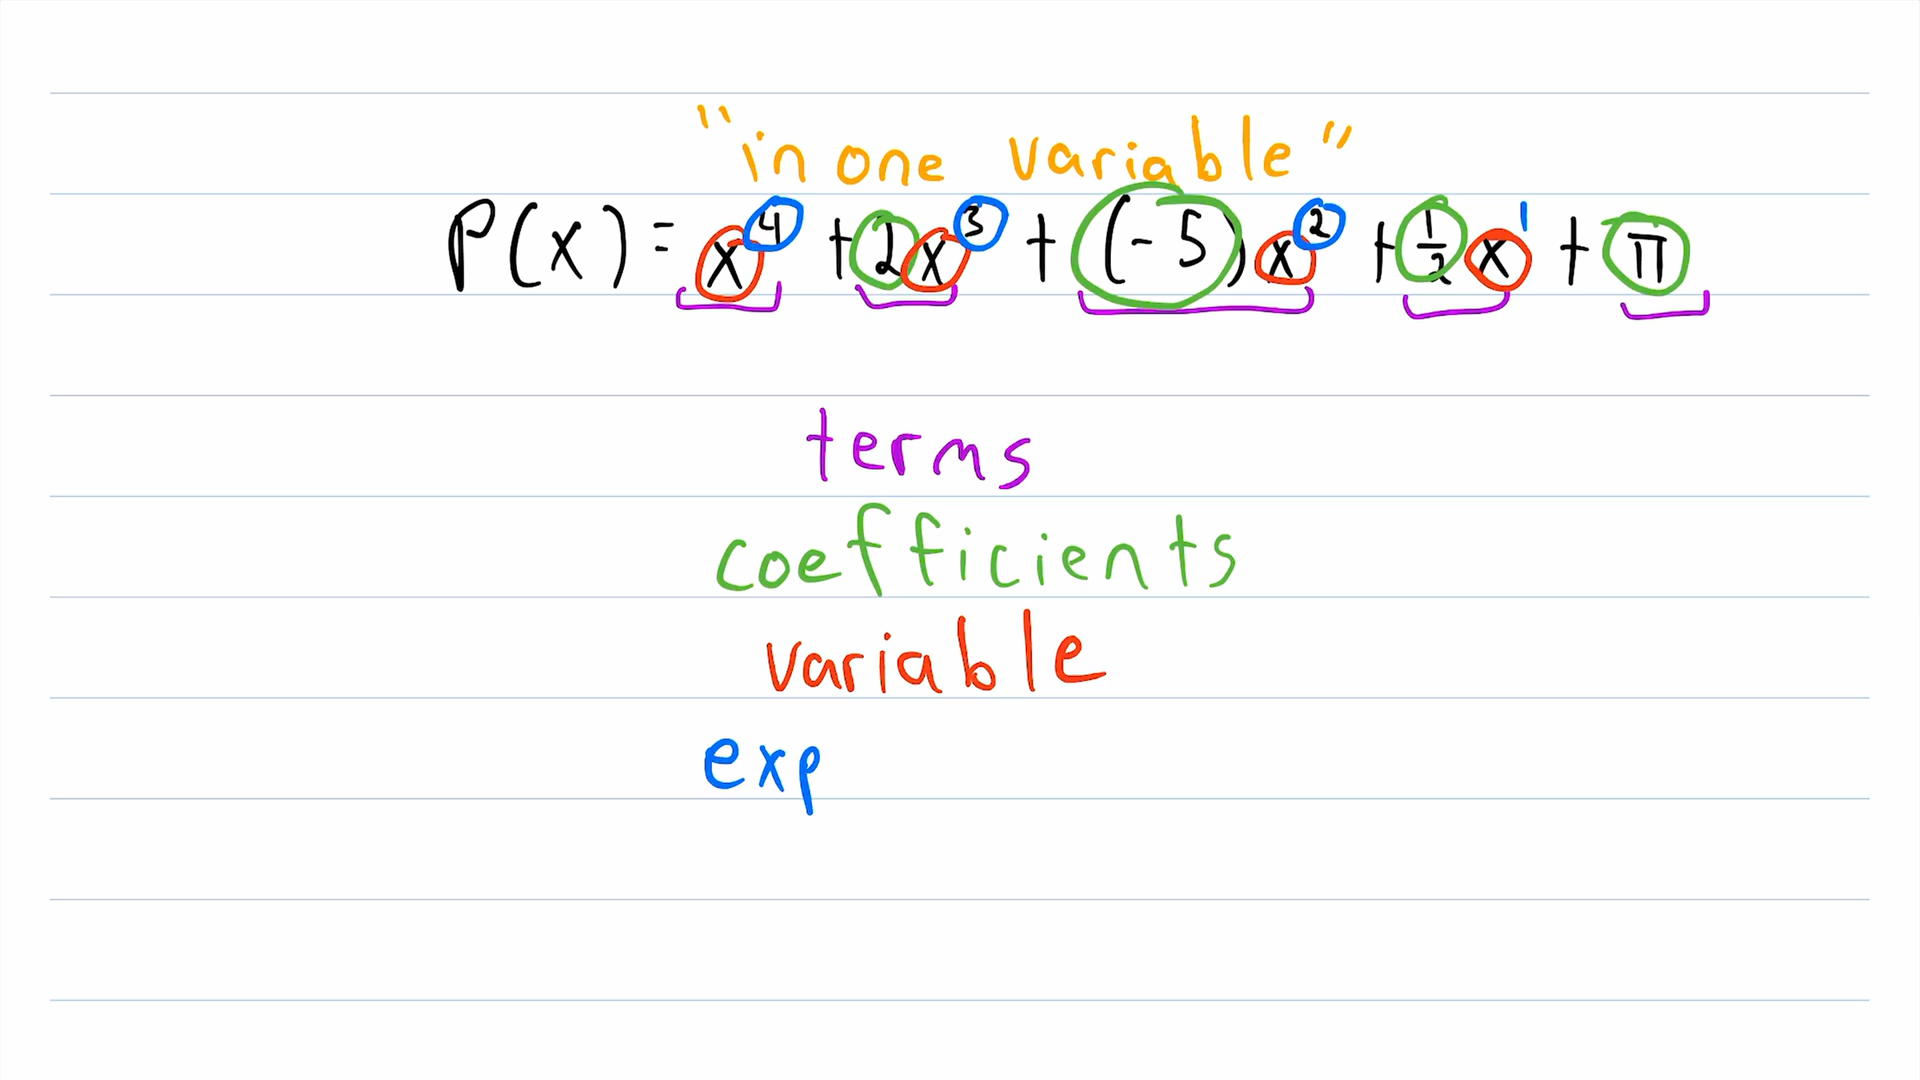 "in one variable"
P(x) = x⁴ + 2x³ + (-5)x² + ½x¹ + π
terms
coefficients
variable
exp